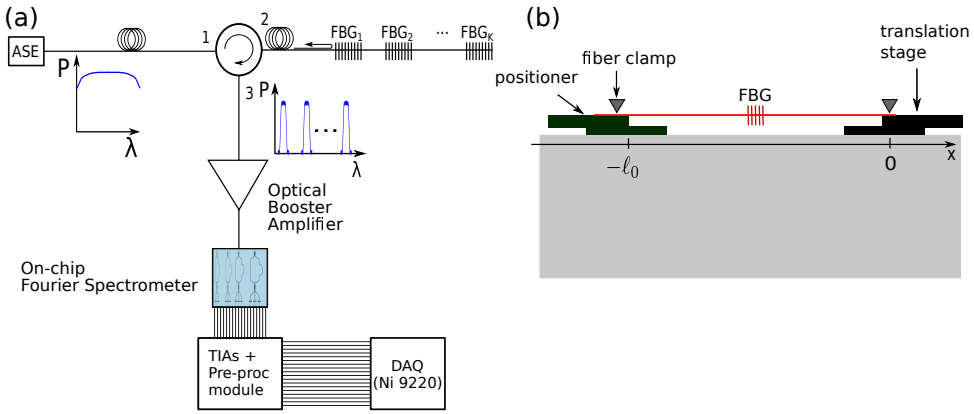 (a)
ASE
1
2
3
FBG₁
FBG₂
...
FBG_K
P
λ
P
...
λ
Optical
Booster
Amplifier
On-chip
Fourier Spectrometer
TIAs +
Pre-proc
module
DAQ
(Ni 9220)
(b)
positioner
fiber clamp
FBG
translation
stage
−ℓ₀
0
x